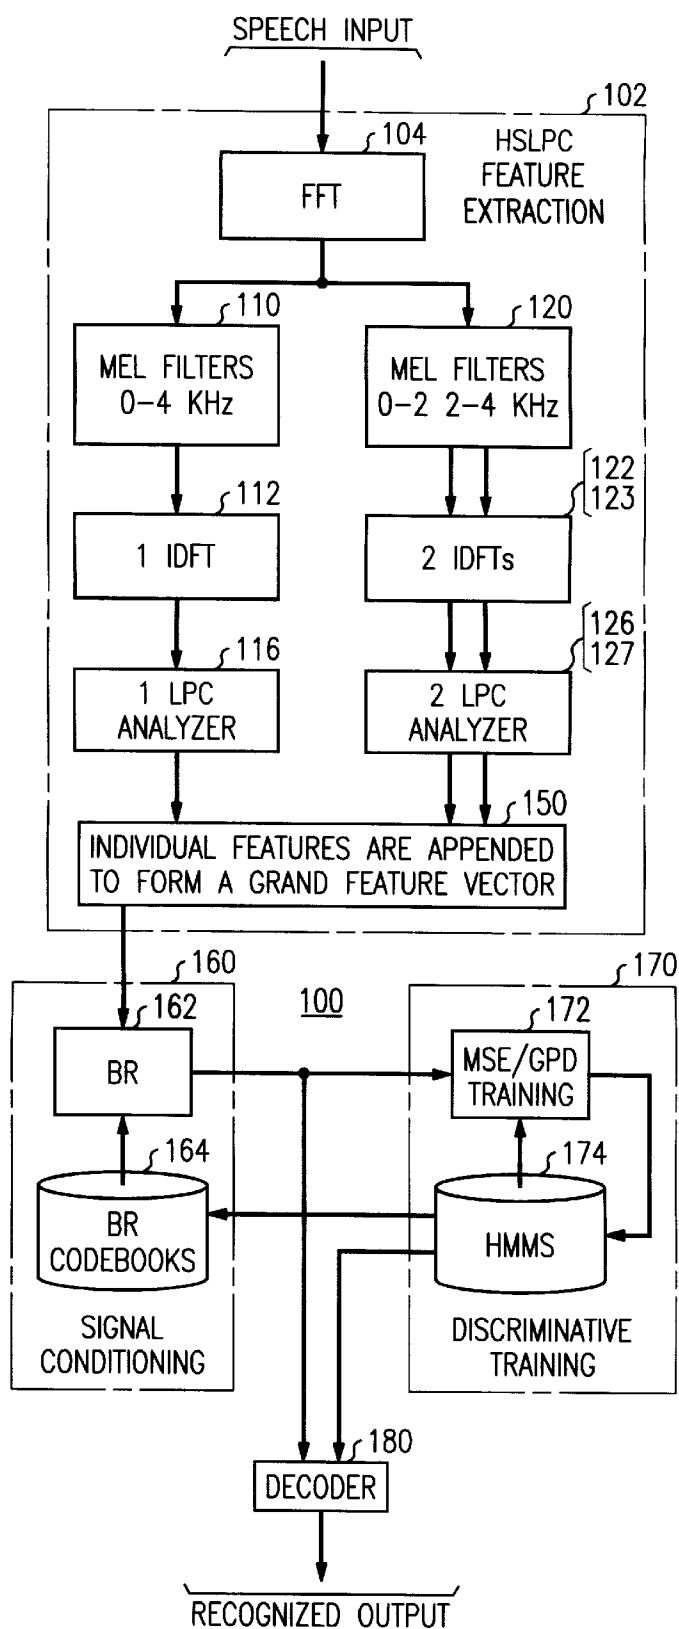 SPEECH INPUT
102
104
HSLPC
FEATURE
EXTRACTION
FFT
110
120
MEL FILTERS
0-4 KHz
MEL FILTERS
0-2 2-4 KHz
112
122
123
1 IDFT
2 IDFTs
116
126
127
1 LPC
ANALYZER
2 LPC
ANALYZER
150
INDIVIDUAL FEATURES ARE APPENDED
TO FORM A GRAND FEATURE VECTOR
160
170
100
162
172
BR
MSE/GPD
TRAINING
164
174
BR
CODEBOOKS
HMMS
SIGNAL
CONDITIONING
DISCRIMINATIVE
TRAINING
180
DECODER
RECOGNIZED OUTPUT